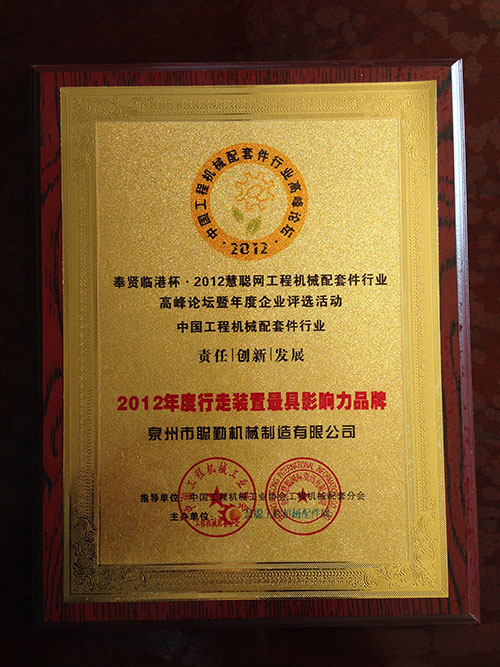 中国工程机械配套件行业高峰论坛
·2012·
奉贤临港杯·2012慧聪网工程机械配套件行业
高峰论坛暨年度企业评选活动
中国工程机械配套件行业
责任|创新|发展
2012年度行走装置最具影响力品牌
泉州市聪勤机械制造有限公司
指导单位:中国工程机械工业协会工程机械配套分会
主办单位: